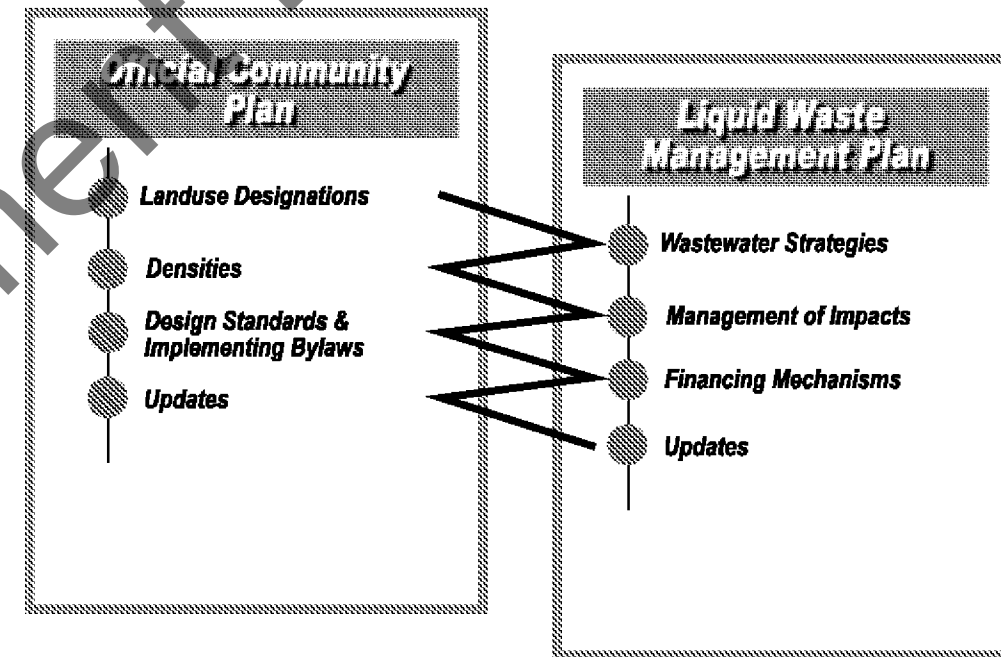 Official Community
Plan
Landuse Designations
Densities
Design Standards &
Implementing Bylaws
Updates
Liquid Waste
Management Plan
Wastewater Strategies
Management of Impacts
Financing Mechanisms
Updates